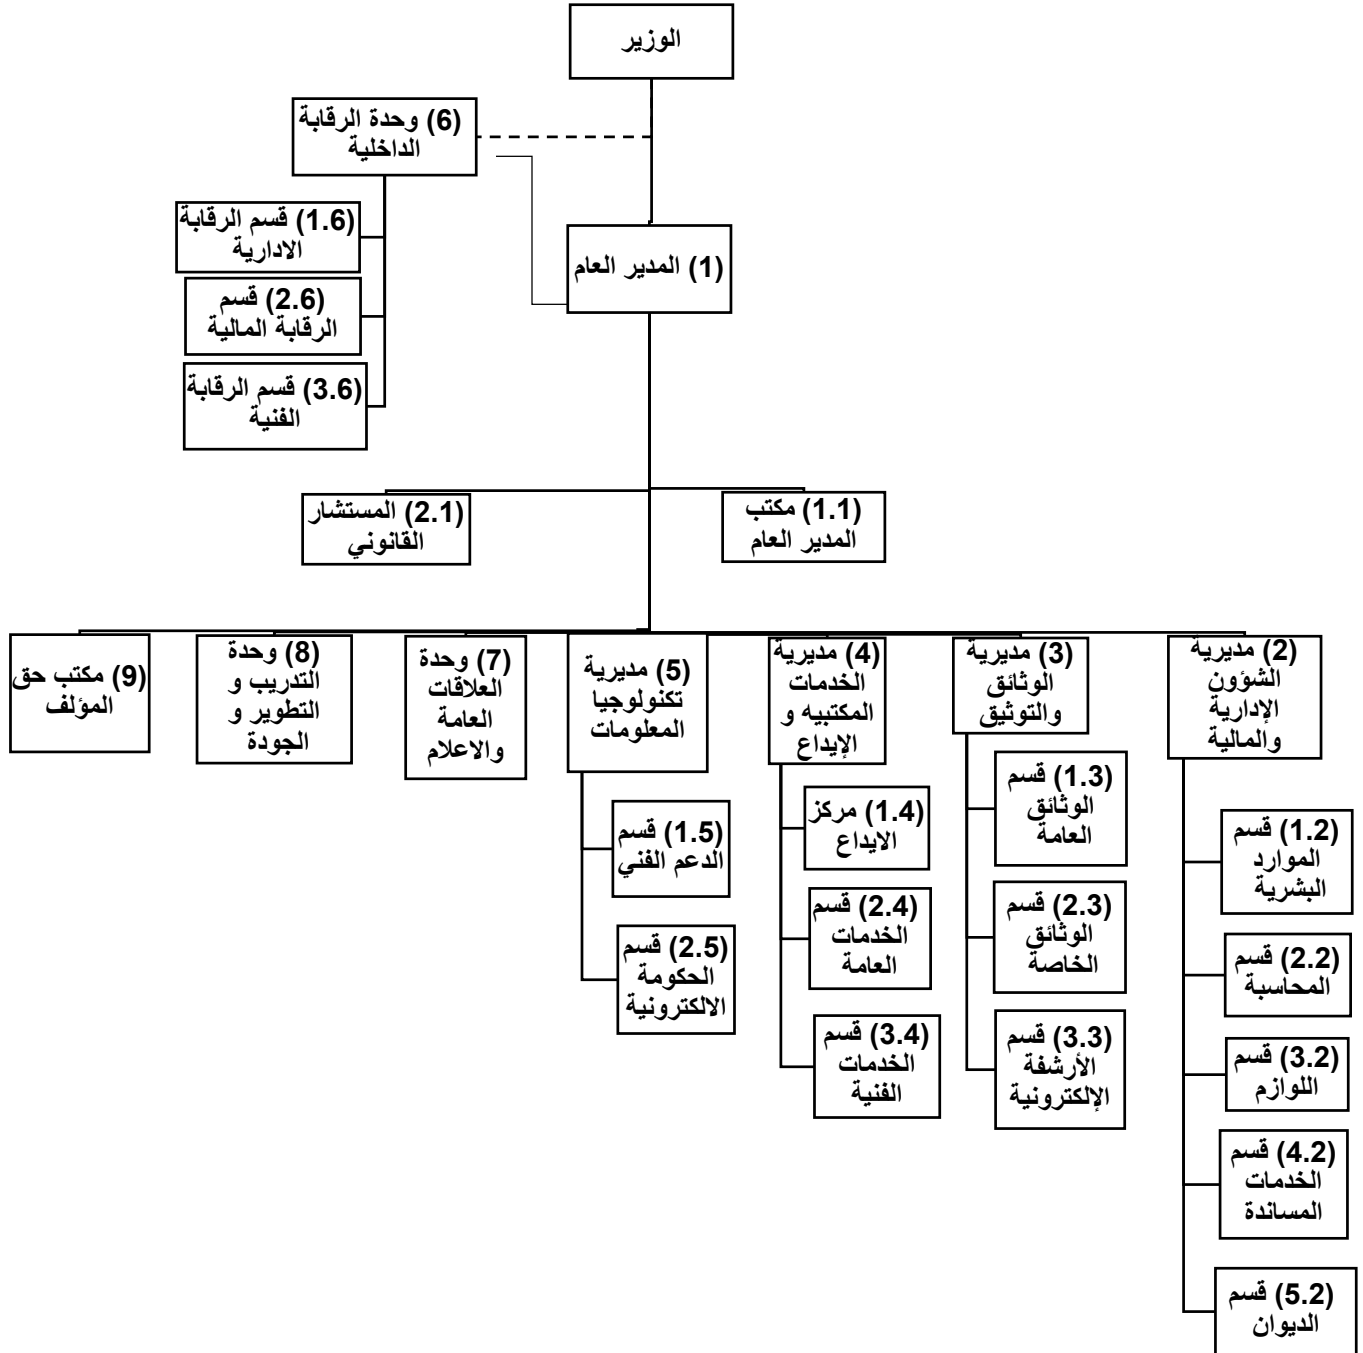 الوزير
(6) وحدة الرقابة
الداخلية
(1.6) قسم الرقابة
الادارية
(2.6) قسم
الرقابة المالية
(3.6) قسم الرقابة
الفنية
(1) المدير العام
(1.1) مكتب
المدير العام
(2.1) المستشار
القانوني
(2) مديرية
الشؤون
الإدارية
والمالية
(1.2) قسم
الموارد
البشرية
(2.2) قسم
المحاسبة
(3.2) قسم
اللوازم
(4.2) قسم
الخدمات
المساندة
(5.2) قسم
الديوان
(3) مديرية
الوثائق
والتوثيق
(1.3) قسم
الوثائق
العامة
(2.3) قسم
الوثائق
الخاصة
(3.3) قسم
الأرشفة
الإلكترونية
(4) مديرية
الخدمات
المكتبيه و
الإيداع
(1.4) مركز
الايداع
(2.4) قسم
الخدمات
العامة
(3.4) قسم
الخدمات
الفنية
(5) مديرية
تكنولوجيا
المعلومات
(1.5) قسم
الدعم الفني
(2.5) قسم
الحكومة
الالكترونية
(7) وحدة
العلاقات
العامة
والاعلام
(8) وحدة
التدريب و
التطوير و
الجودة
(9) مكتب حق
المؤلف